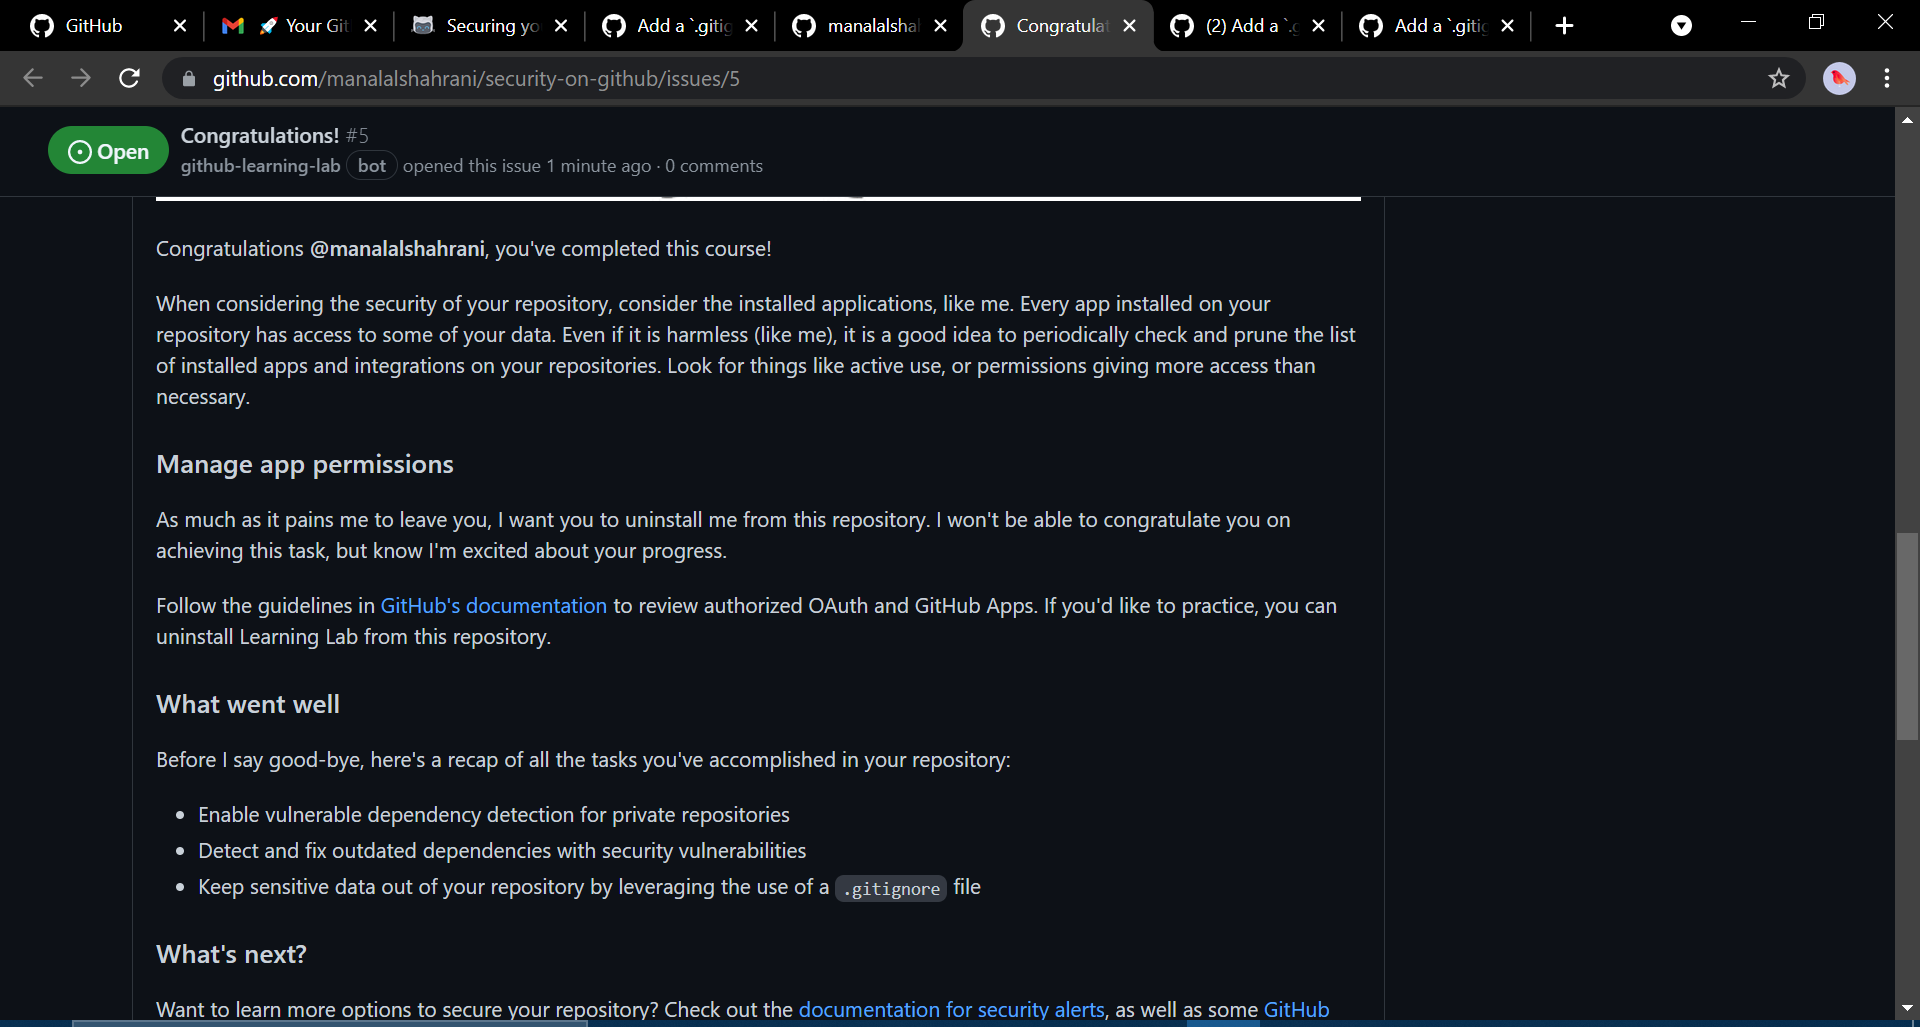 GitHub
Your Git
Securing yo
Add a `.gitig
manalalshal
Congratulat
(2) Add a `.g
Add a `.gitig
github.com/manalalshahrani/security-on-github/issues/5
Open
Congratulations! #5
github-learning-lab bot opened this issue 1 minute ago · 0 comments
Congratulations @manalalshahrani, you've completed this course!
When considering the security of your repository, consider the installed applications, like me. Every app installed on your
repository has access to some of your data. Even if it is harmless (like me), it is a good idea to periodically check and prune the list
of installed apps and integrations on your repositories. Look for things like active use, or permissions giving more access than
necessary.
Manage app permissions
As much as it pains me to leave you, I want you to uninstall me from this repository. I won't be able to congratulate you on
achieving this task, but know I'm excited about your progress.
Follow the guidelines in GitHub's documentation to review authorized OAuth and GitHub Apps. If you'd like to practice, you can
uninstall Learning Lab from this repository.
What went well
Before I say good-bye, here's a recap of all the tasks you've accomplished in your repository:
• Enable vulnerable dependency detection for private repositories
• Detect and fix outdated dependencies with security vulnerabilities
• Keep sensitive data out of your repository by leveraging the use of a .gitignore file
What's next?
Want to learn more options to secure your repository? Check out the documentation for security alerts, as well as some GitHub